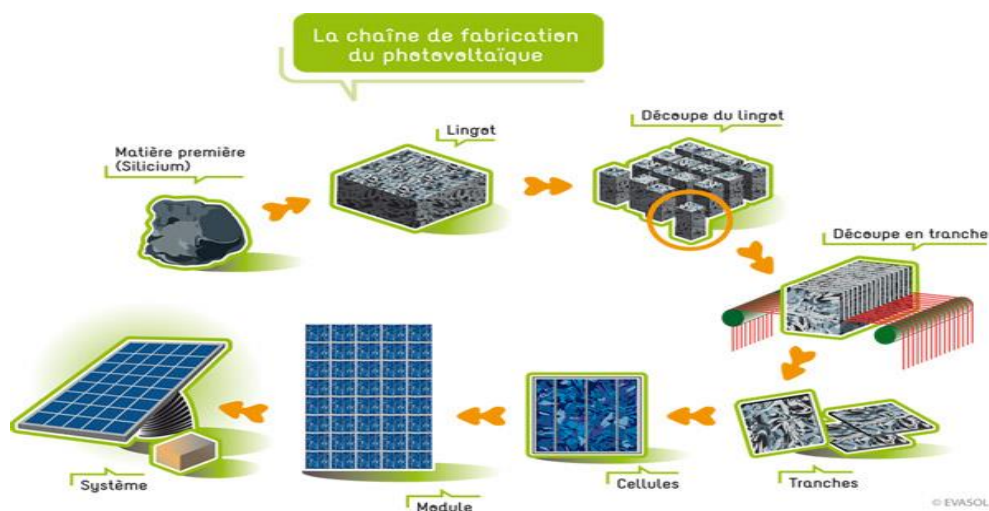 La chaîne de fabrication
du photovoltaïque
Matière première
(Silicium)
Lingot
Découpe du lingot
Découpe en tranche
Tranches
Cellules
Module
Système
© EVASOL